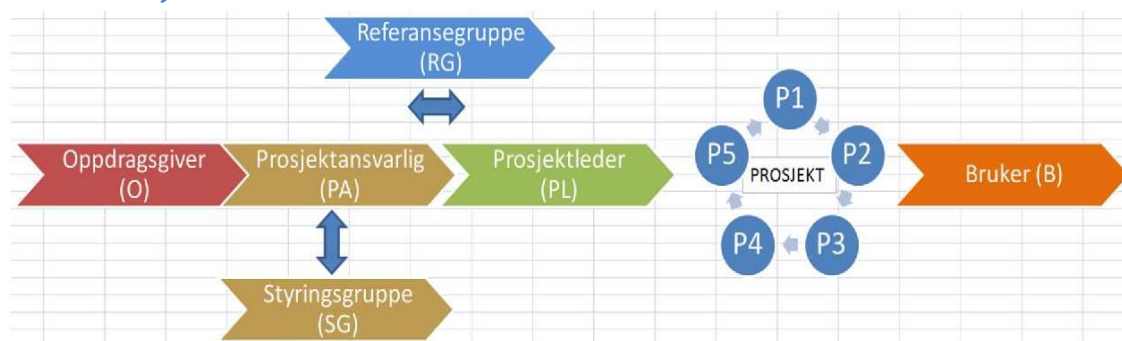 Referansegruppe
(RG)
Oppdragsgiver
(O)
Prosjektansvarlig
(PA)
Prosjektleder
(PL)
P1
P2
P3
P4
P5
PROSJEKT
Bruker (B)
Styringsgruppe
(SG)